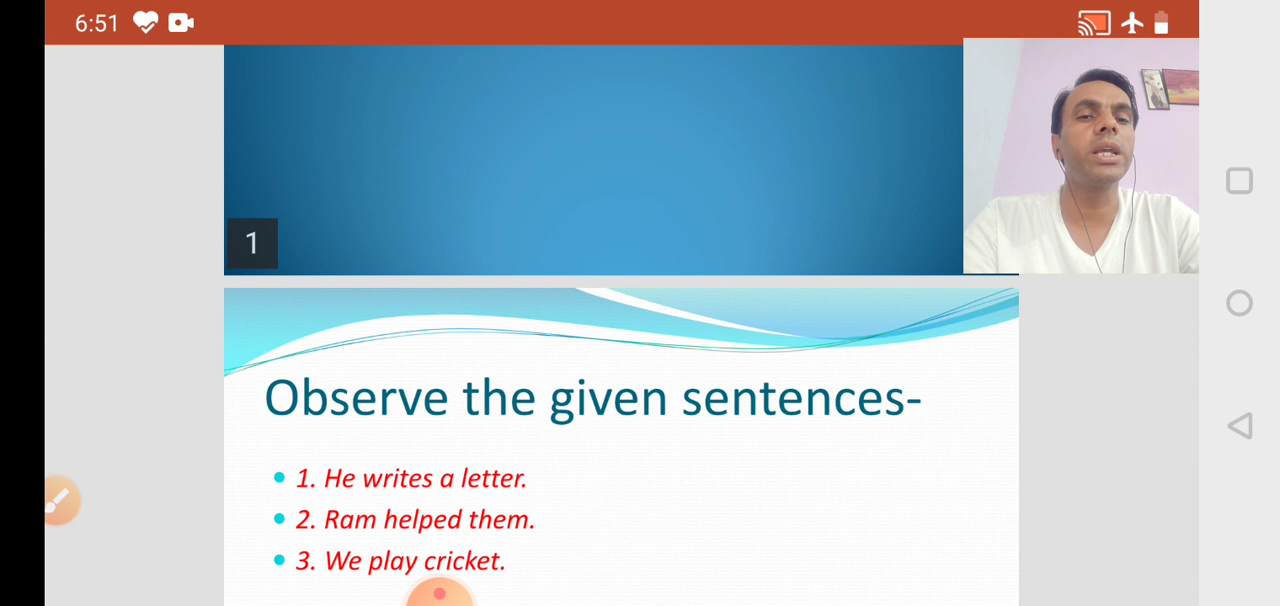 6:51
1
Observe the given sentences-
1. He writes a letter.
2. Ram helped them.
3. We play cricket.